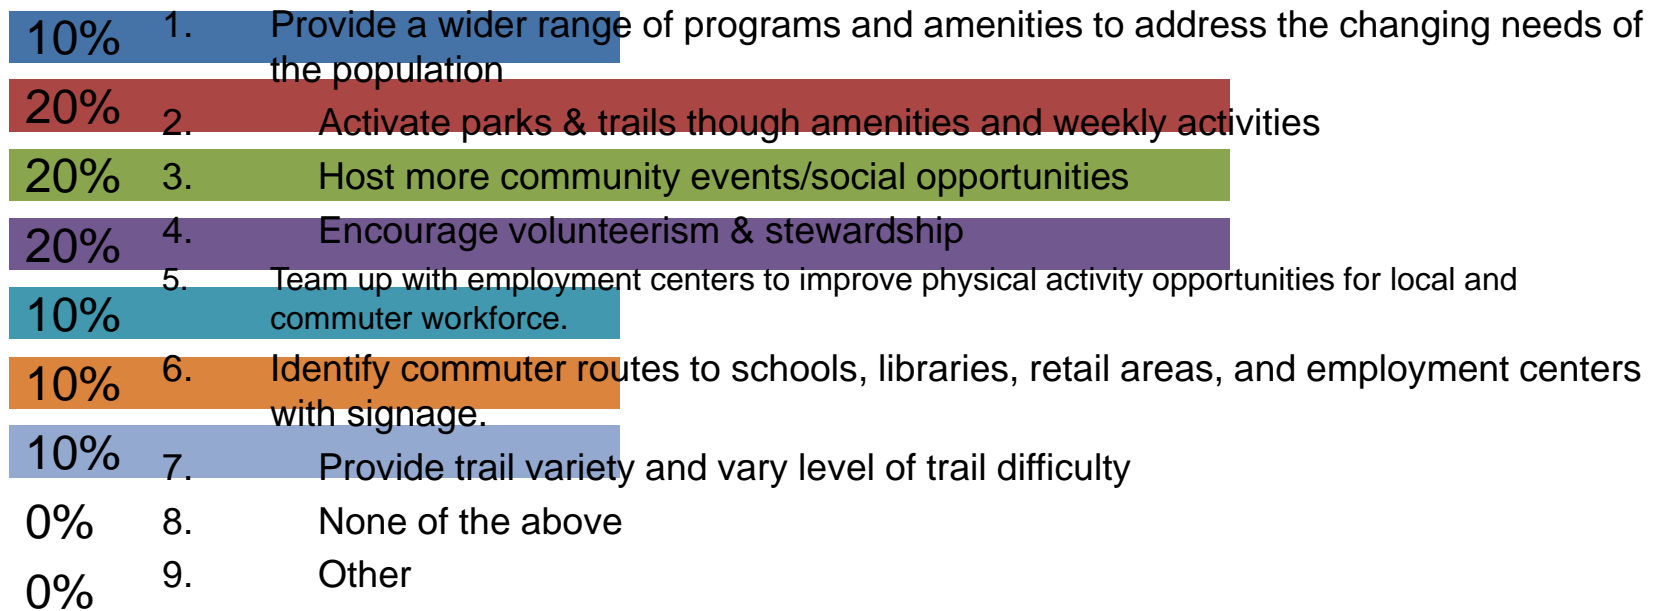 10% 1. Provide a wider range of programs and amenities to address the changing needs of
the population
20% 2. Activate parks & trails though amenities and weekly activities
20% 3. Host more community events/social opportunities
20% 4. Encourage volunteerism & stewardship
5. Team up with employment centers to improve physical activity opportunities for local and
10% commuter workforce.
10% 6. Identify commuter routes to schools, libraries, retail areas, and employment centers
with signage.
10% 7. Provide trail variety and vary level of trail difficulty
0% 8. None of the above
0% 9. Other